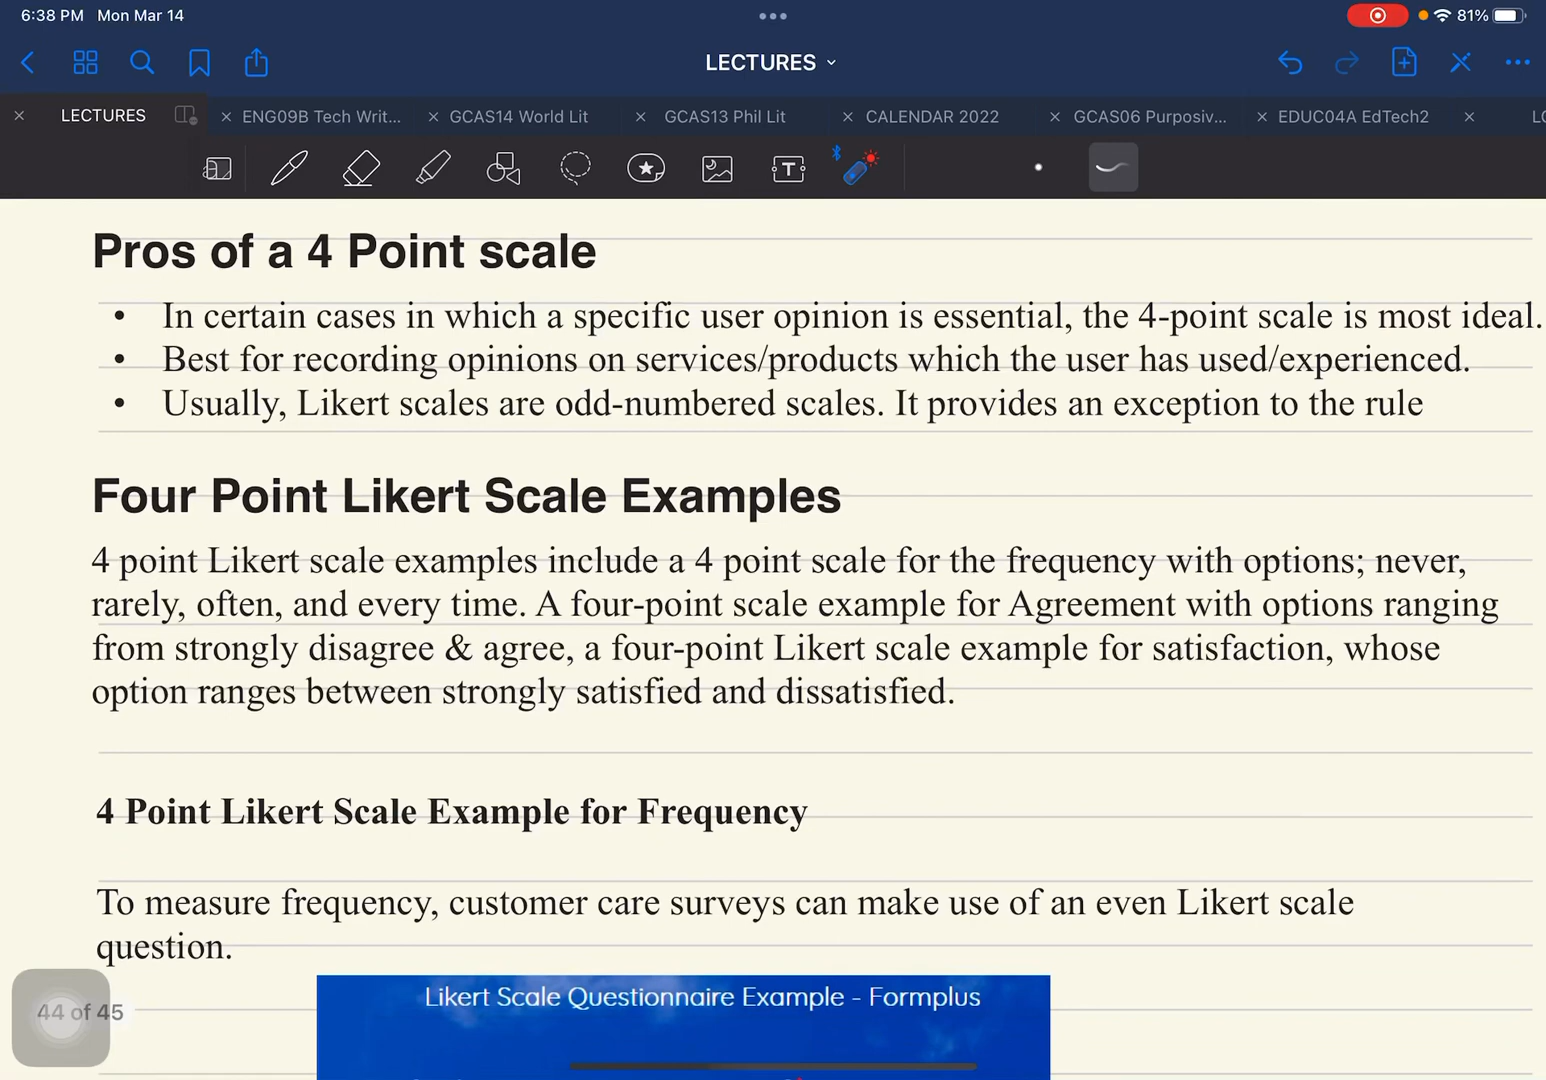 6:38 PM Mon Mar 14
81%
LECTURES
LECTURES
ENG09B Tech Writ...
GCAS14 World Lit
GCAS13 Phil Lit
CALENDAR 2022
GCAS06 Purposiv...
EDUC04A EdTech2
T
Pros of a 4 Point scale
• In certain cases in which a specific user opinion is essential, the 4-point scale is most ideal.
• Best for recording opinions on services/products which the user has used/experienced.
• Usually, Likert scales are odd-numbered scales. It provides an exception to the rule
Four Point Likert Scale Examples
4 point Likert scale examples include a 4 point scale for the frequency with options; never,
rarely, often, and every time. A four-point scale example for Agreement with options ranging
from strongly disagree & agree, a four-point Likert scale example for satisfaction, whose
option ranges between strongly satisfied and dissatisfied.
4 Point Likert Scale Example for Frequency
To measure frequency, customer care surveys can make use of an even Likert scale
question.
44 of 45
Likert Scale Questionnaire Example - Formplus